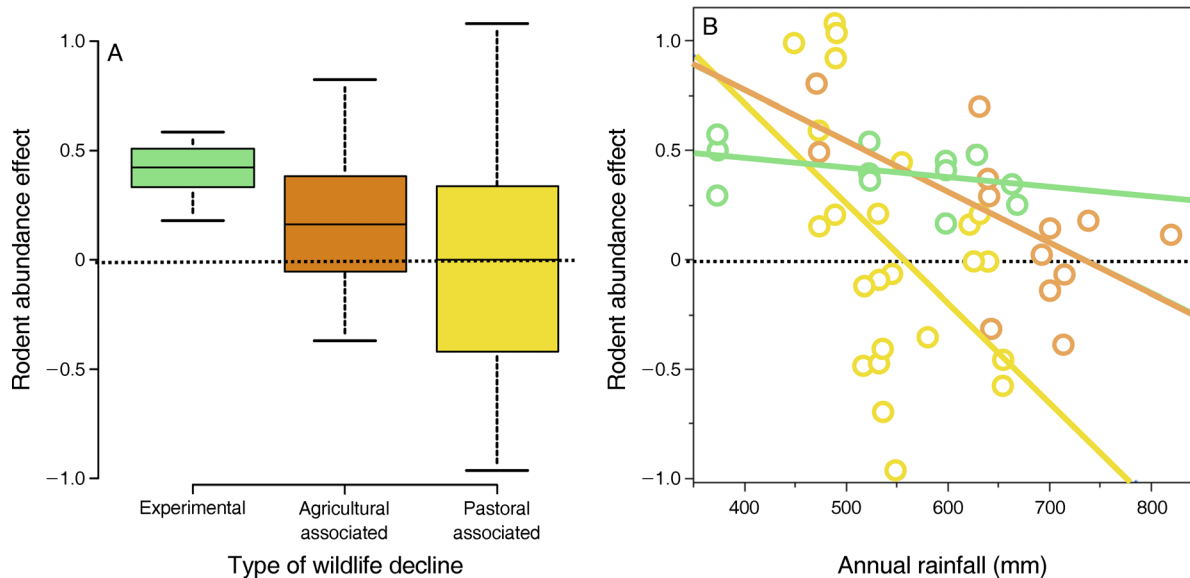 A
Rodent abundance effect
1.0
0.5
0
−0.5
−1.0
Experimental
Agricultural
associated
Pastoral
associated
Type of wildlife decline
B
Rodent abundance effect
1.0
0.5
0
−0.5
−1.0
400 500 600 700 800
Annual rainfall (mm)